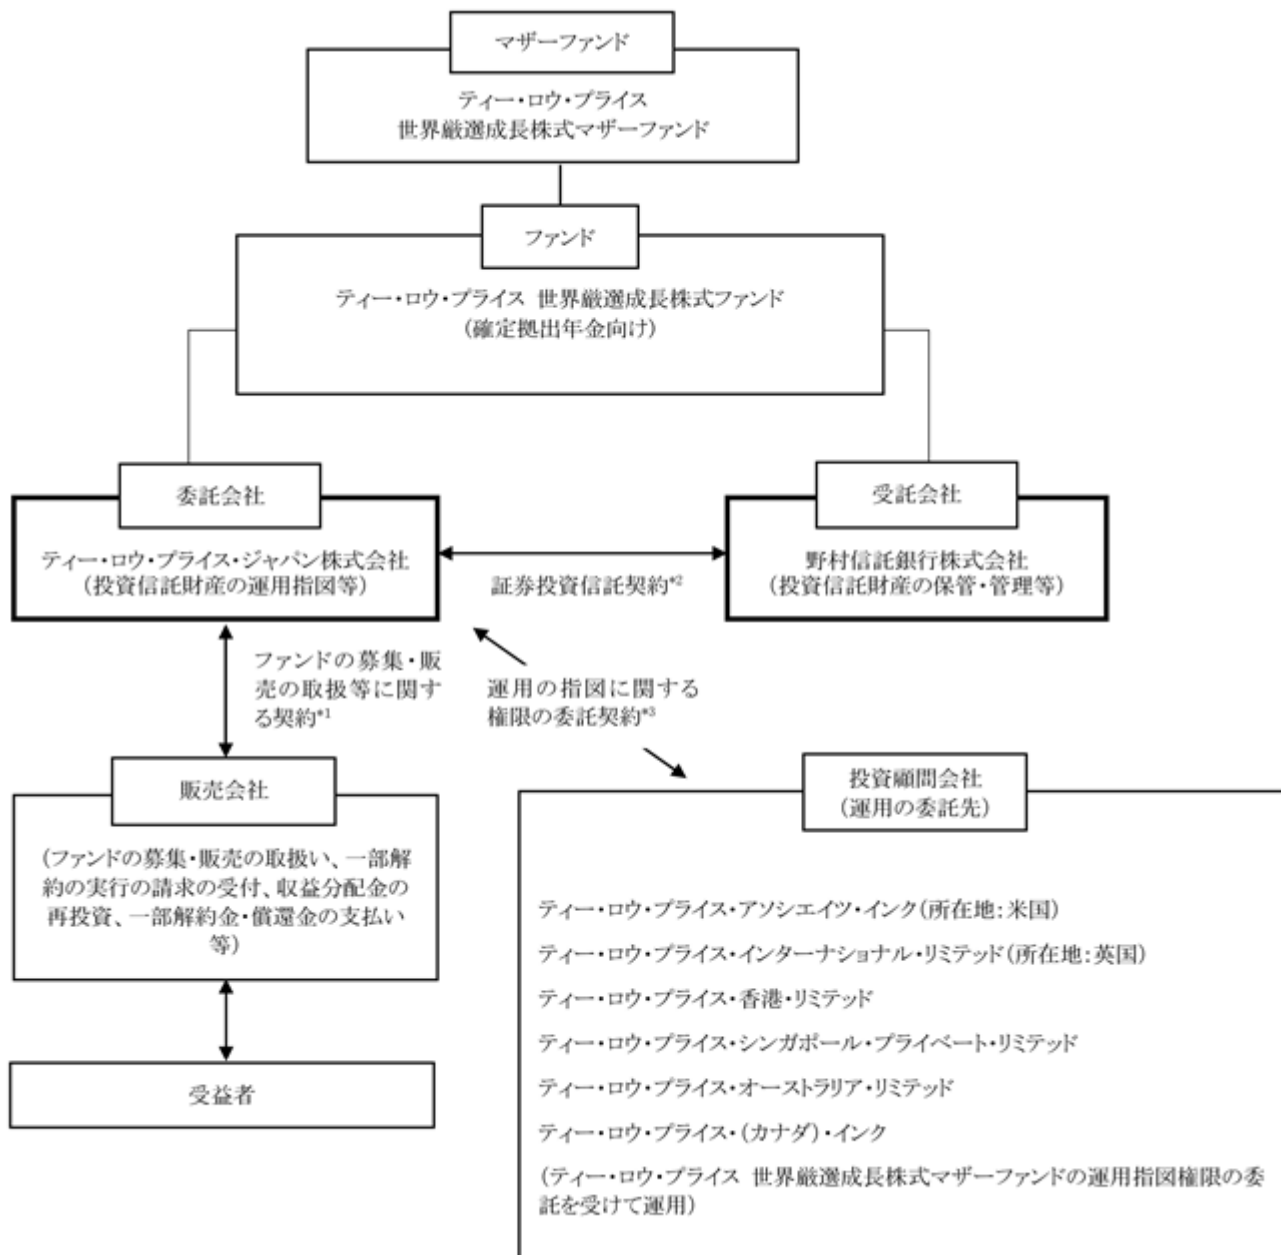 マザーファンド
ティー・ロウ・プライス
世界厳選成長株式マザーファンド
ファンド
ティー・ロウ・プライス 世界厳選成長株式ファンド
(確定拠出年金向け)
委託会社
ティー・ロウ・プライス・ジャパン株式会社
(投資信託財産の運用指図等)
証券投資信託契約*2
受託会社
野村信託銀行株式会社
(投資信託財産の保管・管理等)
ファンドの募集・販
売の取扱等に関す
る契約*1
運用の指図に関する
権限の委託契約*3
販売会社
(ファンドの募集・販売の取扱い、一部解
約の実行の請求の受付、収益分配金の
再投資、一部解約金・償還金の支払い
等)
受益者
投資顧問会社
(運用の委託先)
ティー・ロウ・プライス・アソシエイツ・インク(所在地:米国)
ティー・ロウ・プライス・インターナショナル・リミテッド(所在地:英国)
ティー・ロウ・プライス・香港・リミテッド
ティー・ロウ・プライス・シンガポール・プライベート・リミテッド
ティー・ロウ・プライス・オーストラリア・リミテッド
ティー・ロウ・プライス・(カナダ)・インク
(ティー・ロウ・プライス 世界厳選成長株式マザーファンドの運用指図権限の委
託を受けて運用)